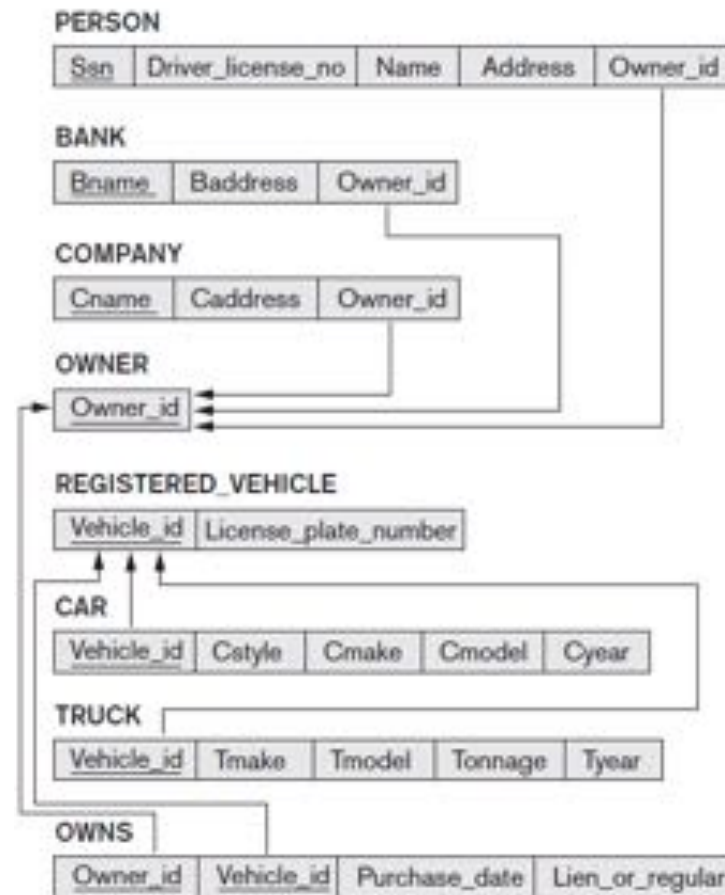 PERSON
Ssn Driver_license_no Name Address Owner_id
BANK
Bname Baddress Owner_id
COMPANY
Cname Caddress Owner_id
OWNER
Owner_id
REGISTERED_VEHICLE
Vehicle_id License_plate_number
CAR
Vehicle_id Cstyle Cmake Cmodel Cyear
TRUCK
Vehicle_id Tmake Tmodel Tonnage Tyear
OWNS
Owner_id Vehicle_id Purchase_date Lien_or_regular